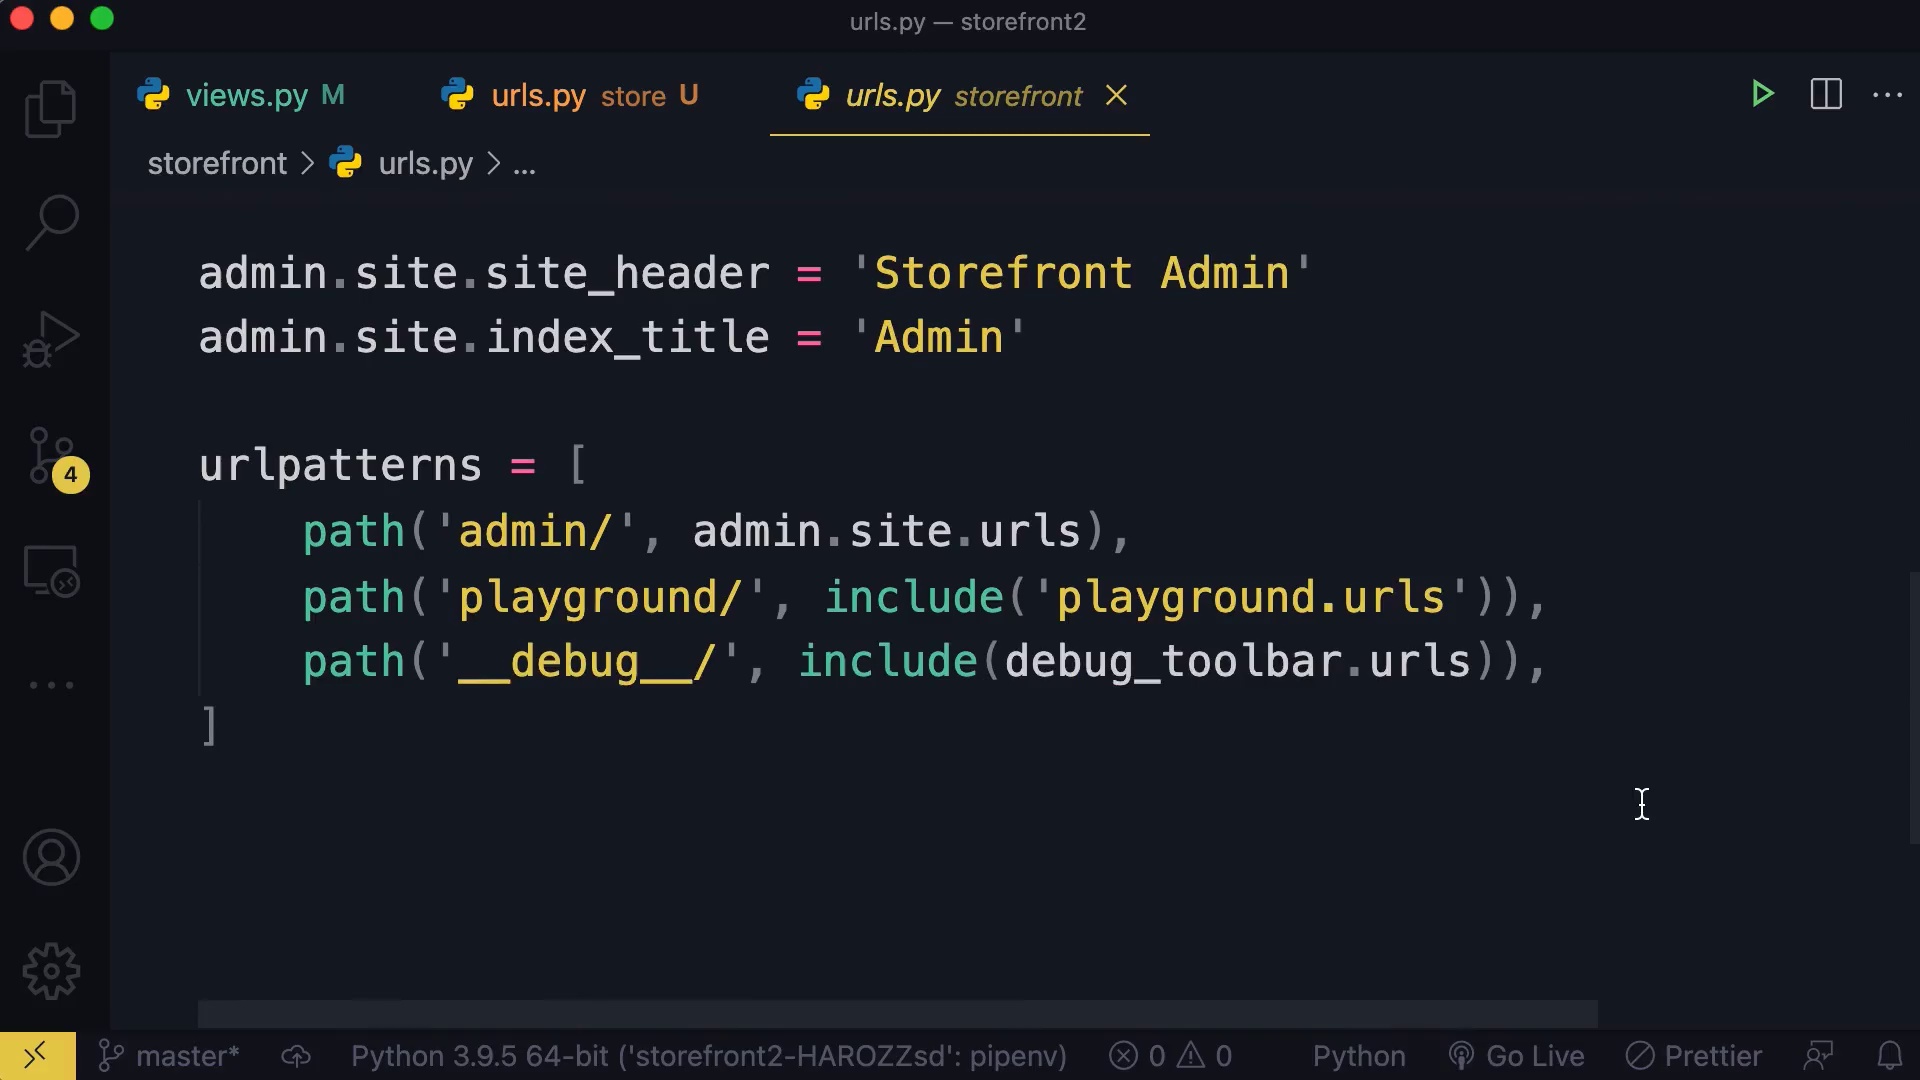 urls.py — storefront2
views.py M
urls.py store U
urls.py storefront
storefront > urls.py > ...
admin.site.site_header = 'Storefront Admin'
admin.site.index_title = 'Admin'
urlpatterns = [
    path('admin/', admin.site.urls),
    path('playground/', include('playground.urls')),
    path('__debug__/', include(debug_toolbar.urls)),
]
4
master* Python 3.9.5 64-bit ('storefront2-HAROZZsd': pipenv) 0 0 Python Go Live Prettier